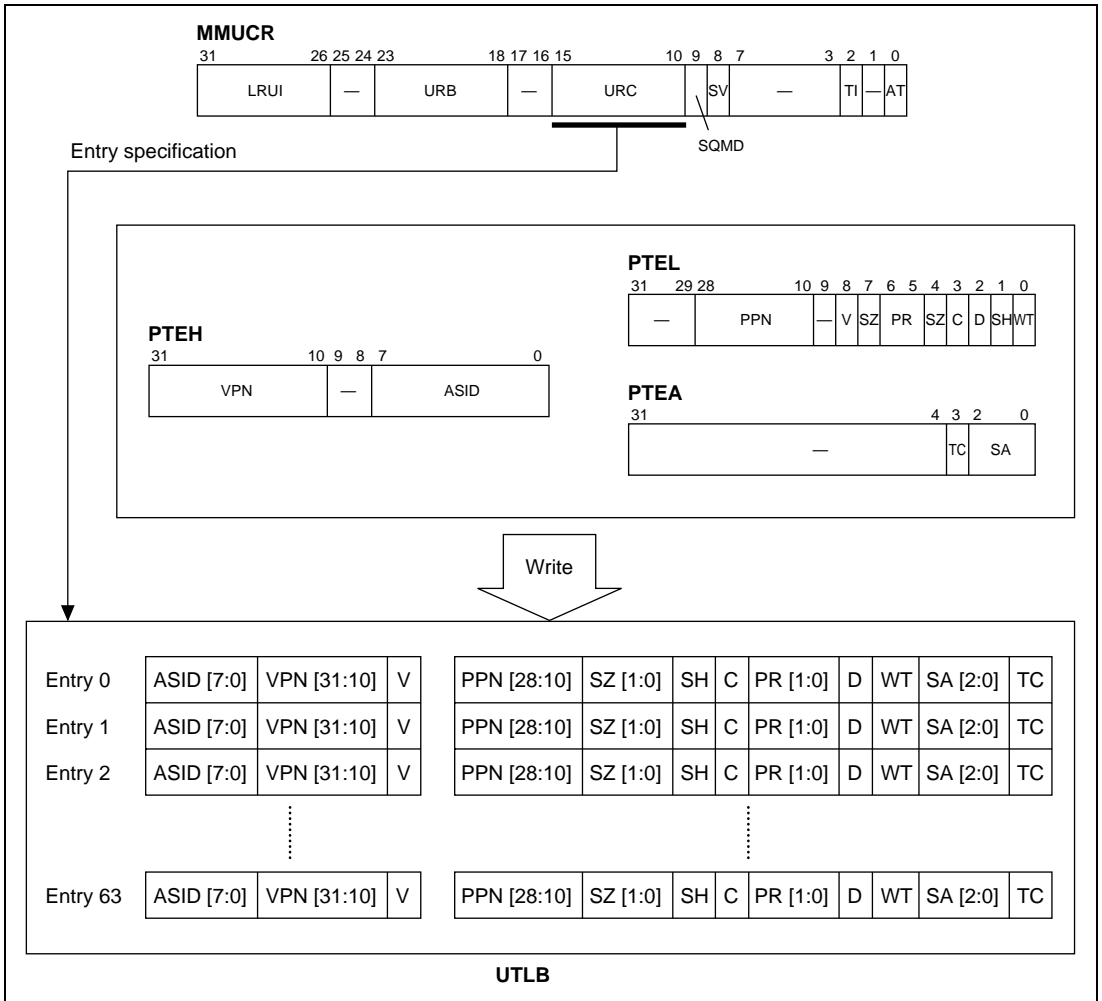 MMUCR
31 26 25 24 23 18 17 16 15 10 9 8 7 3 2 1 0
LRUI — URB — URC SV — TI — AT
SQMD
Entry specification
PTEL
31 29 28 10 9 8 7 6 5 4 3 2 1 0
— PPN — V SZ PR SZ C D SH WT
PTEH
31 10 9 8 7 0
VPN — ASID
PTEA
31 4 3 2 0
— TC SA
Write
Entry 0 ASID [7:0] VPN [31:10] V PPN [28:10] SZ [1:0] SH C PR [1:0] D WT SA [2:0] TC
Entry 1 ASID [7:0] VPN [31:10] V PPN [28:10] SZ [1:0] SH C PR [1:0] D WT SA [2:0] TC
Entry 2 ASID [7:0] VPN [31:10] V PPN [28:10] SZ [1:0] SH C PR [1:0] D WT SA [2:0] TC
Entry 63 ASID [7:0] VPN [31:10] V PPN [28:10] SZ [1:0] SH C PR [1:0] D WT SA [2:0] TC
UTLB